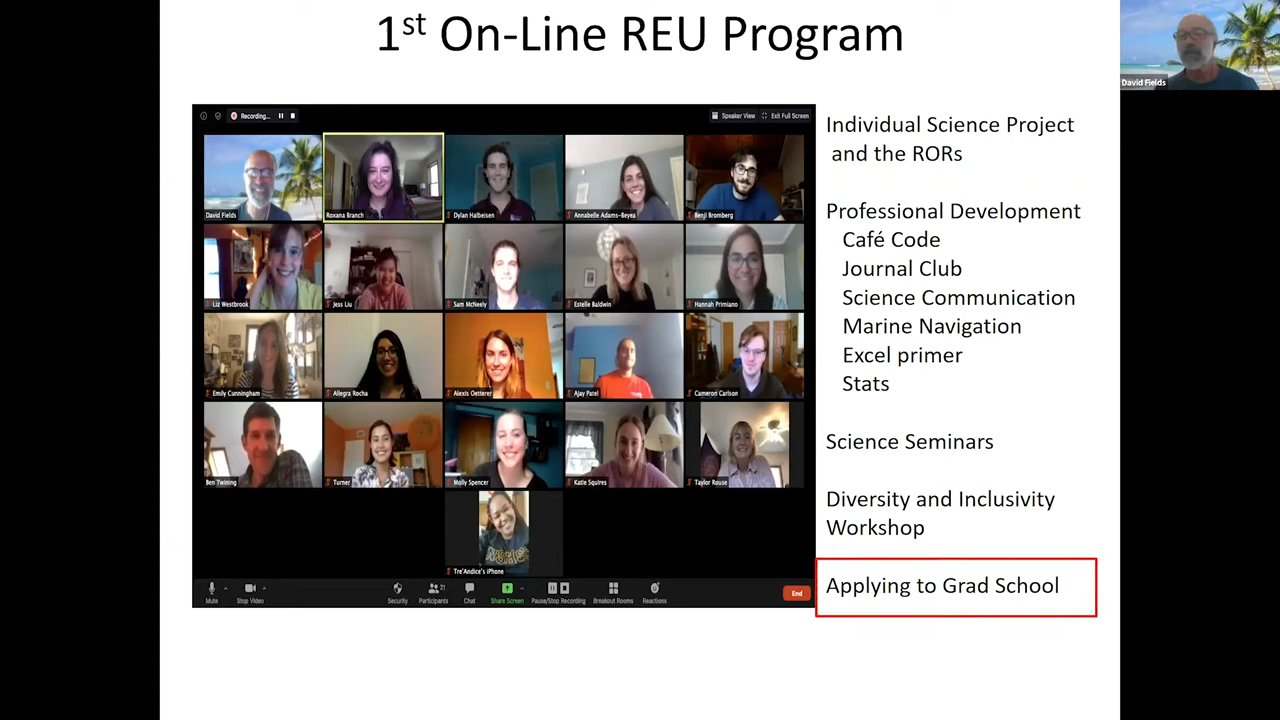 1st On-Line REU Program
David Fields
Recording...
Speaker View
Exit Full Screen
David Fields
Roxana Branch
Dylan Halbeisen
Annabelle Adams-Beyea
Benji Bromberg
Liz Westbrook
Jess Liu
Sam McNeely
Estelle Baldwin
Hannah Primiano
Emily Cunningham
Allegra Rocha
Alexis Oetterer
Ajay Patel
Cameron Carlson
Ben Twining
Turner
Molly Spencer
Katie Squires
Taylor Rouse
Tre'Andice's iPhone
Mute
Stop Video
Security
Participants
21
Chat
Share Screen
Pause/Stop Recording
Breakout Rooms
Reactions
End
Individual Science Project
and the RORs
Professional Development
Café Code
Journal Club
Science Communication
Marine Navigation
Excel primer
Stats
Science Seminars
Diversity and Inclusivity
Workshop
Applying to Grad School